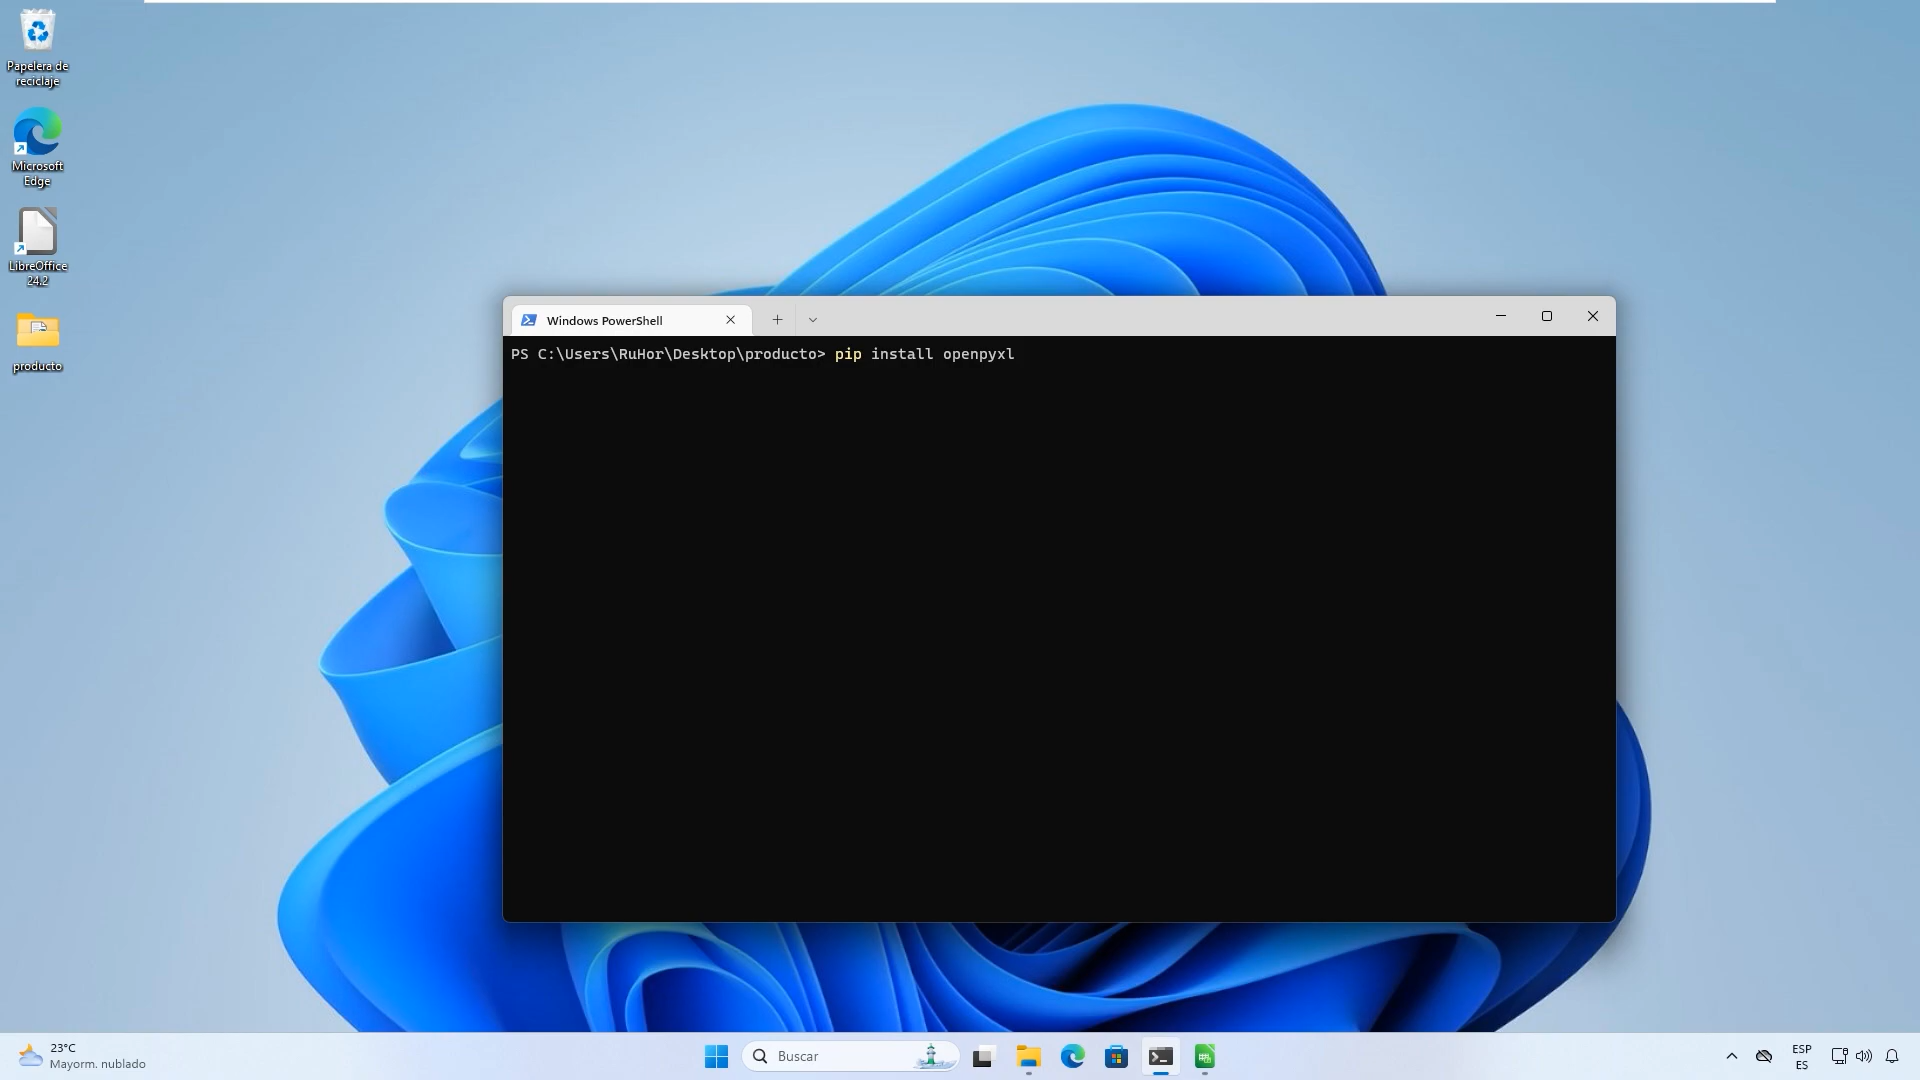 Papelera de
reciclaje
Microsoft
Edge
LibreOffice
24.2
producto
Windows PowerShell
PS C:\Users\RuHor\Desktop\producto> pip install openpyxl
23°C
Mayorm. nublado
Buscar
ESP
ES